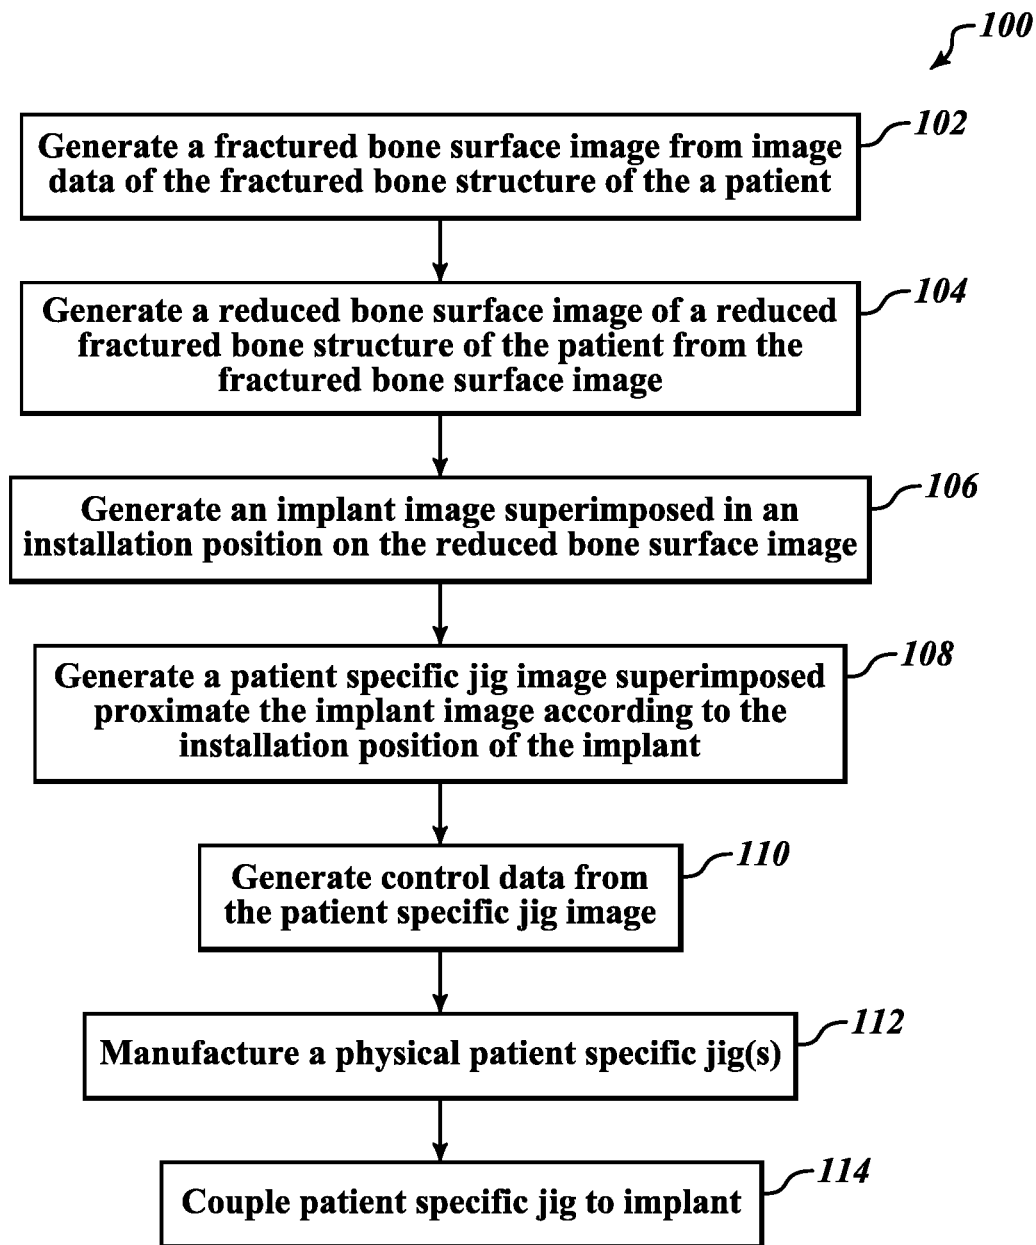 100
102
Generate a fractured bone surface image from image
data of the fractured bone structure of the a patient
104
Generate a reduced bone surface image of a reduced
fractured bone structure of the patient from the
fractured bone surface image
106
Generate an implant image superimposed in an
installation position on the reduced bone surface image
108
Generate a patient specific jig image superimposed
proximate the implant image according to the
installation position of the implant
110
Generate control data from
the patient specific jig image
112
Manufacture a physical patient specific jig(s)
114
Couple patient specific jig to implant